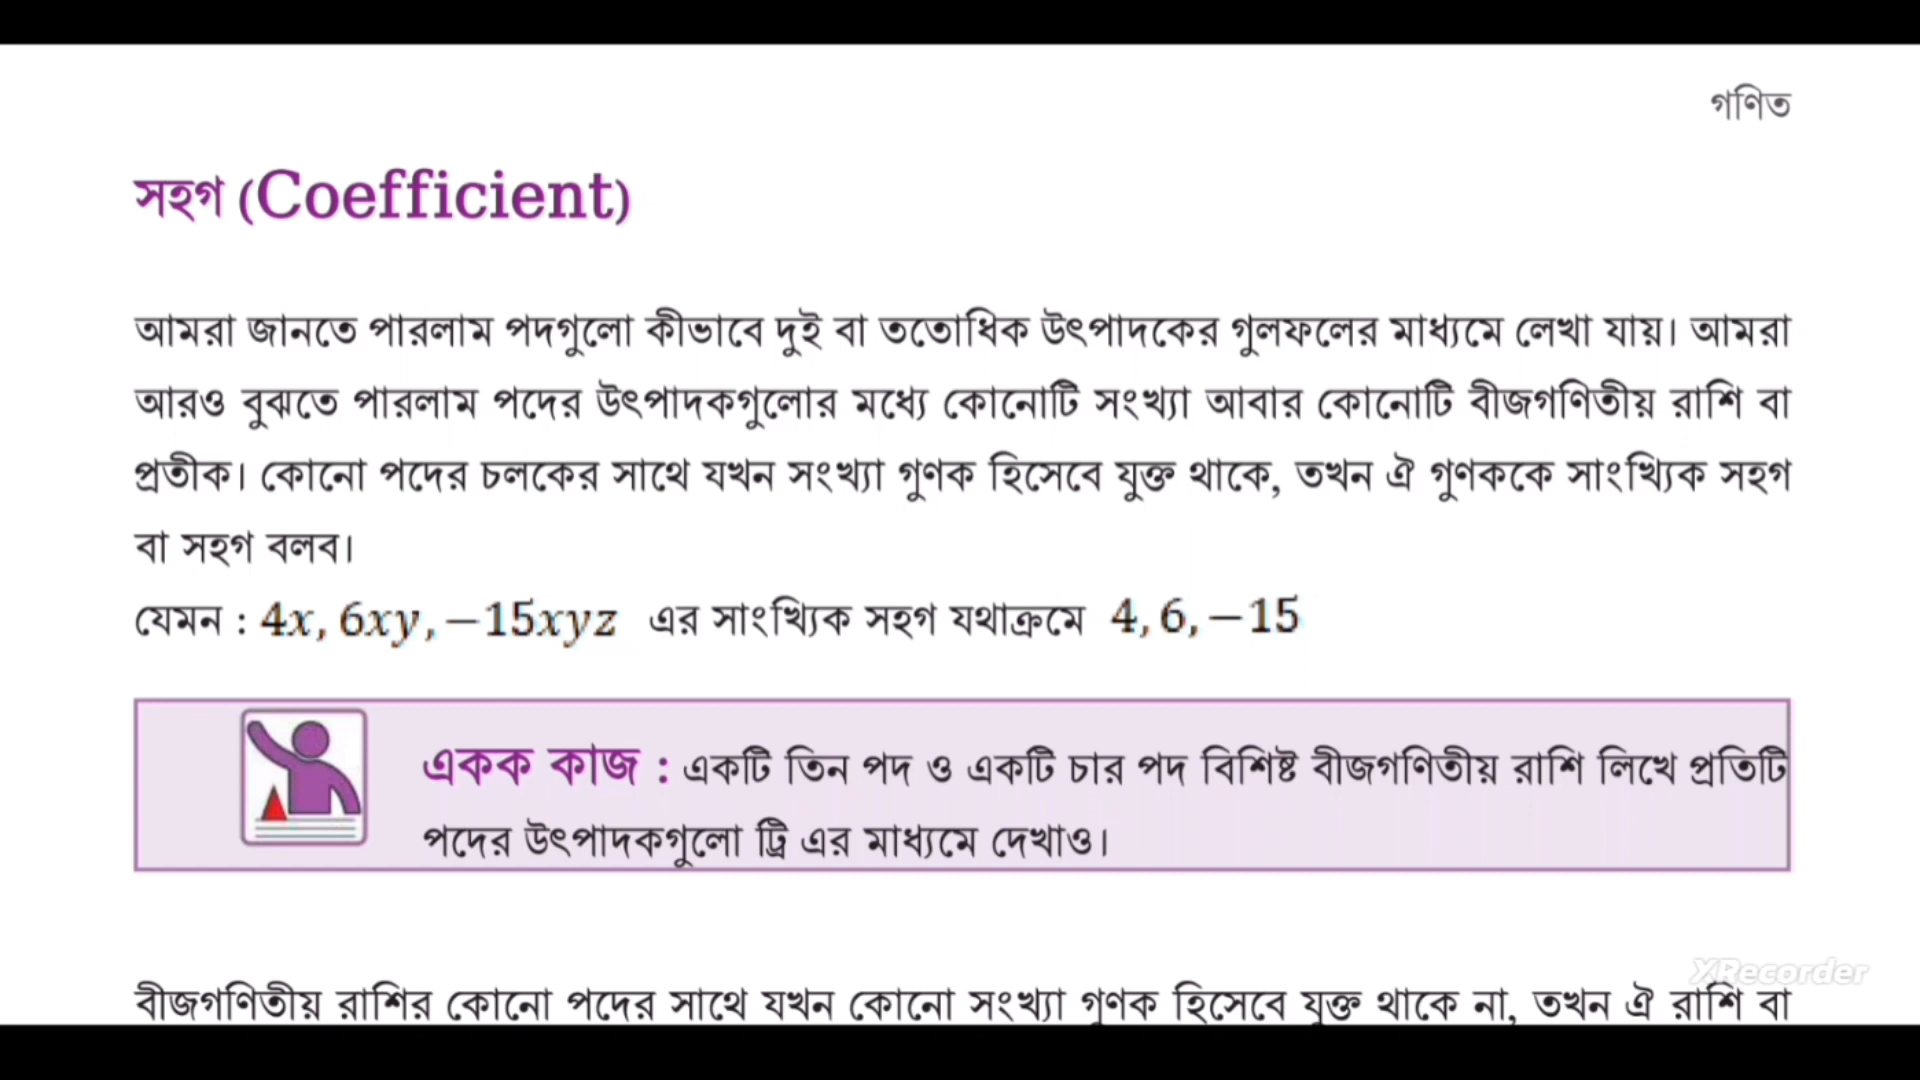 গণিত
সহগ (Coefficient)
আমরা জানতে পারলাম পদগুলো কীভাবে দুই বা ততোধিক উৎপাদকের গুলফলের মাধ্যমে লেখা যায়। আমরা
আরও বুঝতে পারলাম পদের উৎপাদকগুলোর মধ্যে কোনোটি সংখ্যা আবার কোনোটি বীজগণিতীয় রাশি বা
প্রতীক। কোনো পদের চলকের সাথে যখন সংখ্যা গুণক হিসেবে যুক্ত থাকে, তখন ঐ গুণককে সাংখ্যিক সহগ
বা সহগ বলব।
যেমন : 4x, 6xy, −15xyz এর সাংখ্যিক সহগ যথাক্রমে 4, 6, −15
একক কাজ : একটি তিন পদ ও একটি চার পদ বিশিষ্ট বীজগণিতীয় রাশি লিখে প্রতিটি
পদের উৎপাদকগুলো ট্রি এর মাধ্যমে দেখাও।
XRecorder
বীজগণিতীয় রাশির কোনো পদের সাথে যখন কোনো সংখ্যা গুণক হিসেবে যুক্ত থাকে না, তখন ঐ রাশি বা